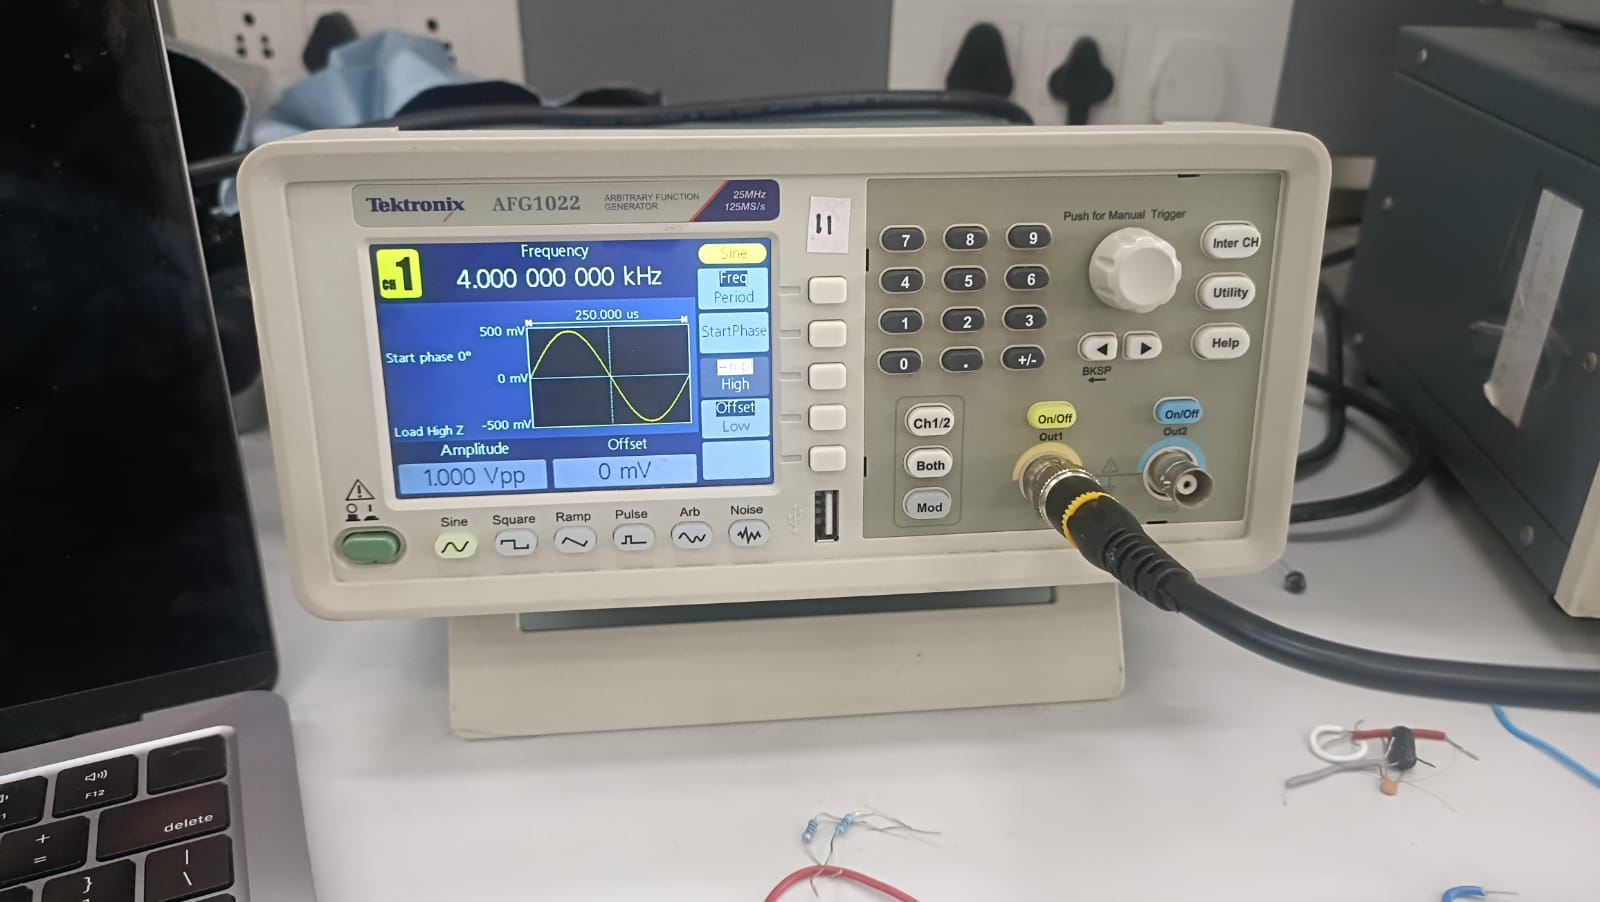 Tektronix AFG1022 ARBITRARY FUNCTION GENERATOR 25MHz 125MS/s
11
CH 1
Frequency
4.000 000 000 kHz
Sine
Freq
Period
StartPhase
High
Offset
Low
250.000 us
500 mV
Start phase 0°
0 mV
Load High Z
-500 mV
Amplitude
Offset
1.000 Vpp
0 mV
Sine
Square
Ramp
Pulse
Arb
Noise
Push for Manual Trigger
7 8 9
4 5 6
1 2 3
0 . +/-
BKSP
Inter CH
Utility
Help
Ch1/2
Both
Mod
On/Off
Out1
On/Off
Out2
F12
delete
+
=
}
|
\